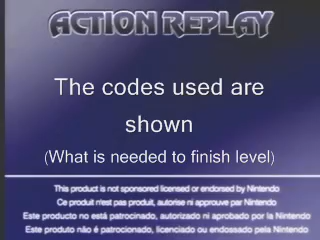 ACTION REPLAY
The codes used are
shown
(What is needed to finish level)
This product is not sponsored licensed or endorsed by Nintendo
Ce produit n'est pas produit, autorise ni approuve par Nintendo
Este producto no está patrocinado, autorizado ni aprobado por la Nintendo
Este produto não é patrocionado, licenciado ou endossado pela Nintendo